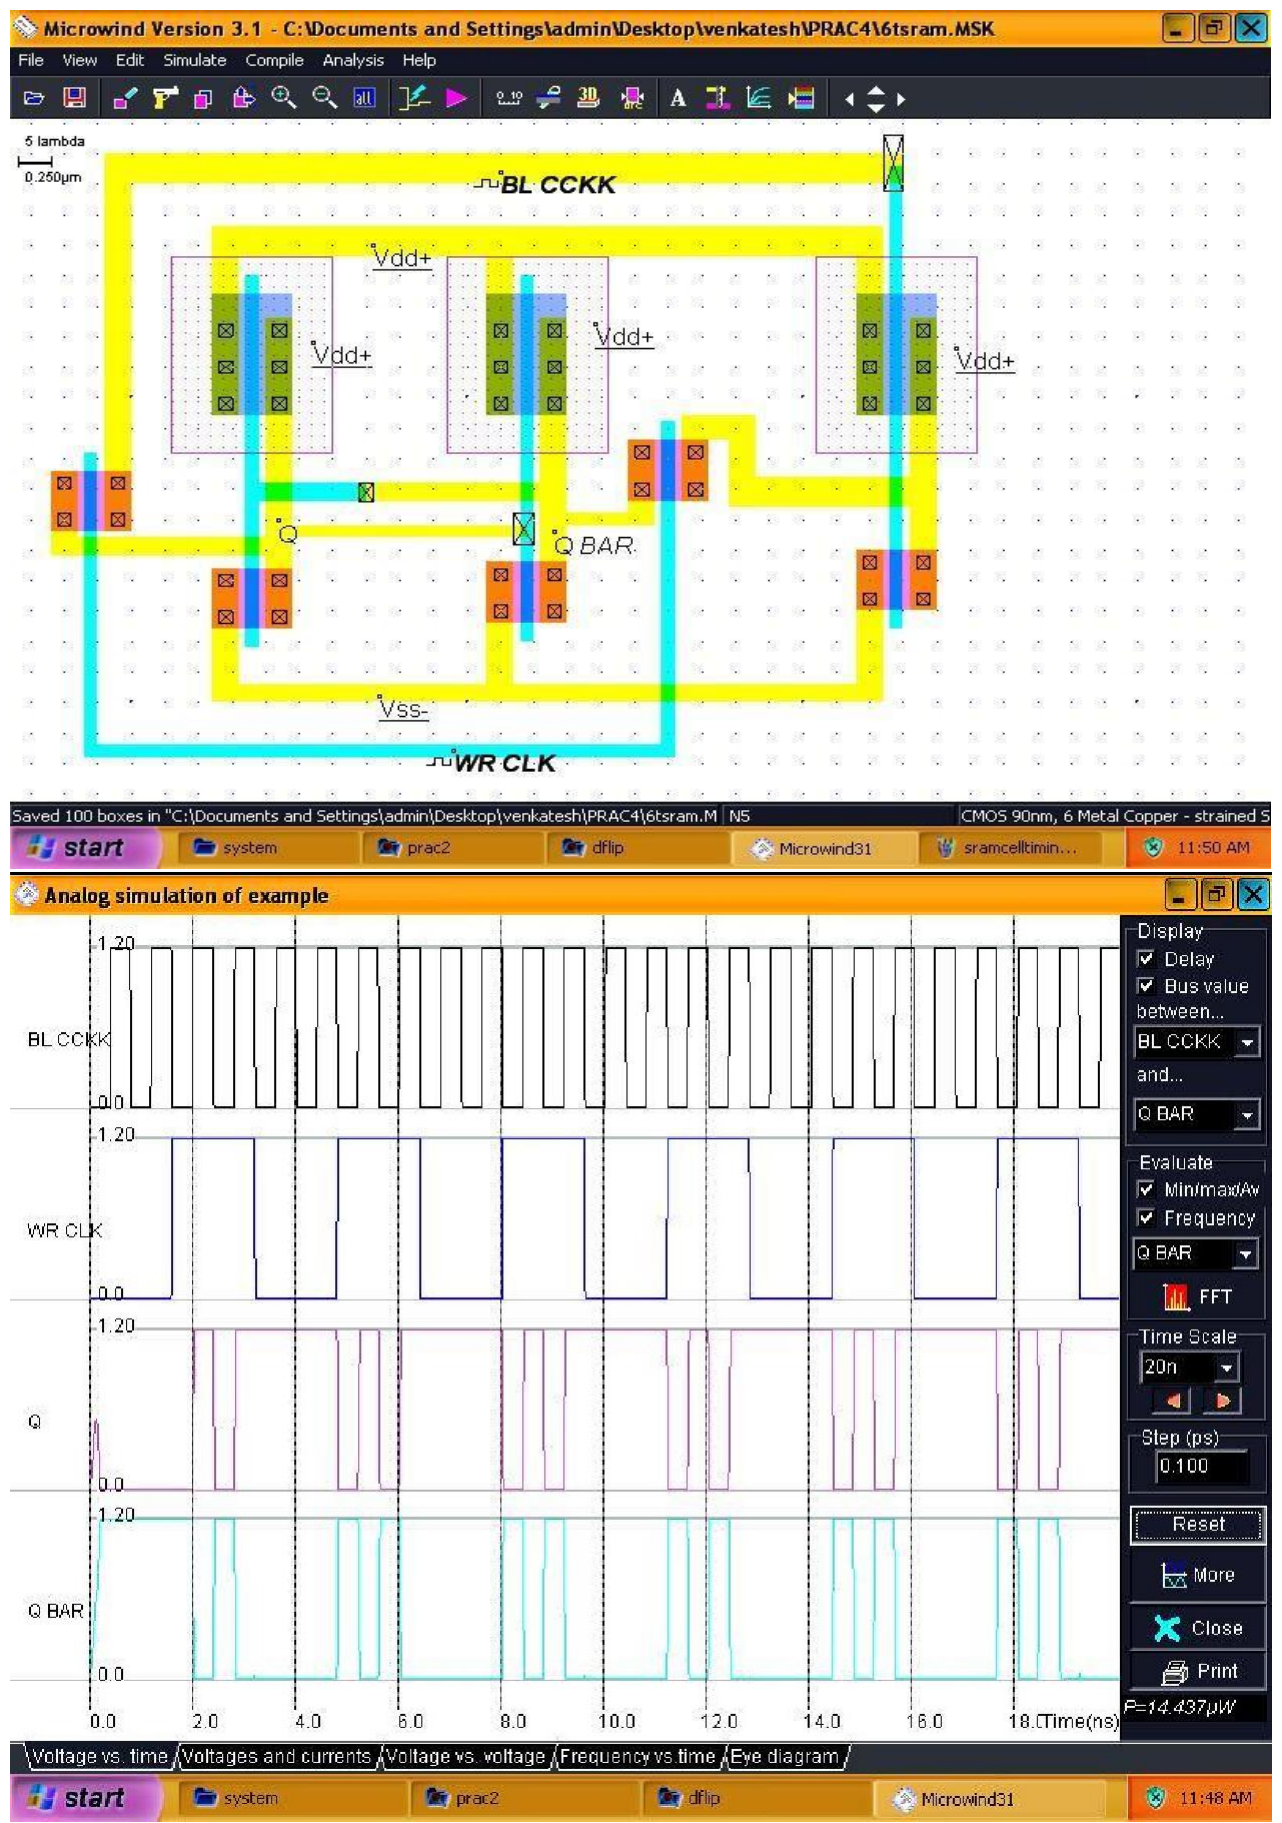 Microwind Version 3.1 - C:\Documents and Settings\admin\Desktop\venkatesh\PRAC4\6tsram.MSK
File View Edit Simulate Compile Analysis Help
5 lambda
0.250µm
BL CCKK
Vdd+
Vdd+
Vdd+
Vdd+
Q
Q BAR
Vss-
WR CLK
Saved 100 boxes in "C:\Documents and Settings\admin\Desktop\venkatesh\PRAC4\6tsram.M N5 CMOS 90nm, 6 Metal Copper - strained S
start system prac2 dflip Microwind31 sramcelltimin... 11:50 AM
Analog simulation of example
Display
Delay
Bus value
between...
BL CCKK
and...
Q BAR
Evaluate
Min/max/Av
Frequency
Q BAR
FFT
Time Scale
20n
Step (ps)
0.100
Reset
More
Close
Print
P=14.437µW
1.20
BL CCKK
0.0
1.20
WR CLK
0.0
1.20
Q
0.0
1.20
Q BAR
0.0
0.0 2.0 4.0 6.0 8.0 10.0 12.0 14.0 16.0 18.0 Time(ns)
Voltage vs. time Voltages and currents Voltage vs. voltage Frequency vs.time Eye diagram
start system prac2 dflip Microwind31 11:48 AM